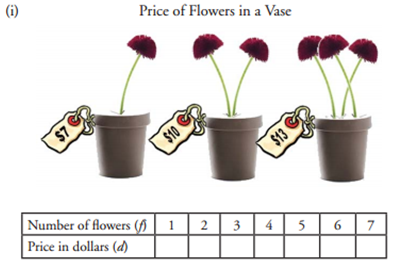 (i) Price of Flowers in a Vase
$7 $10 $13
Number of flowers (f) 1 2 3 4 5 6 7
Price in dollars (d)